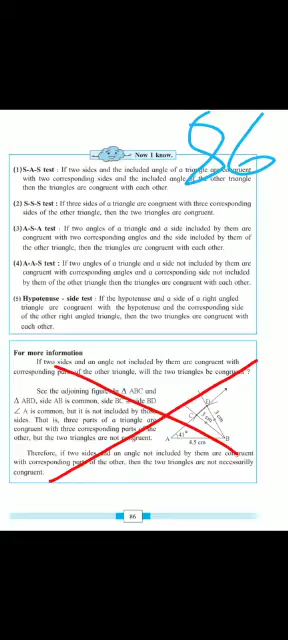 86
Now I know.
(1) S-A-S test : If two sides and the included angle of a triangle are congruent
with two corresponding sides and the included angle of the other triangle
then the triangles are congruent with each other.
(2) S-S-S test : If three sides of a triangle are congruent with three corresponding
sides of the other triangle, then the two triangles are congruent.
(3) A-S-A test : If two angles of a triangle and a side included by them are
congruent with two corresponding angles and the side included by them of
the other triangle, then the triangles are congruent with each other.
(4) A-A-S test : If two angles of a triangle and a side not included by them are
congruent with corresponding angles and a corresponding side not included
by them of the other triangle then the triangles are congruent with each other.
(5) Hypotenuse - side test : If the hypotenuse and a side of a right angled
triangle are congruent with the hypotenuse and the corresponding side
of the other right angled triangle, then the two triangles are congruent with
each other.
For more information
If two sides and an angle not included by them are congruent with
corresponding parts of the other triangle, will the two triangles be congruent ?
See the adjoining figure. In Δ ABC and
Δ ABD, side AB is common, side BC ≅ side BD
∠ A is common, but it is not included by those
sides. That is, three parts of a triangle are
congruent with three corresponding parts of the
other, but the two triangles are not congruent.
D
C
3 cm
3 cm
A
41°
B
4.5 cm
Therefore, if two sides and an angle not included by them are congruent
with corresponding parts of the other, then the two triangles are not necessarily
congruent.
86